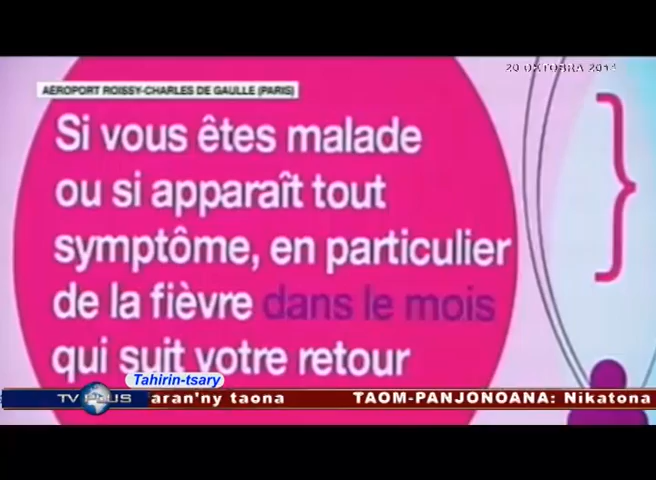 20 OKTOBRA 2014
AÉROPORT ROISSY-CHARLES DE GAULLE (PARIS)
Si vous êtes malade
ou si apparaît tout
symptôme, en particulier
de la fièvre dans le mois
qui suit votre retour
Tahirin-tsary
TV PLUS aran'ny taona TAOM-PANJONOANA: Nikatona